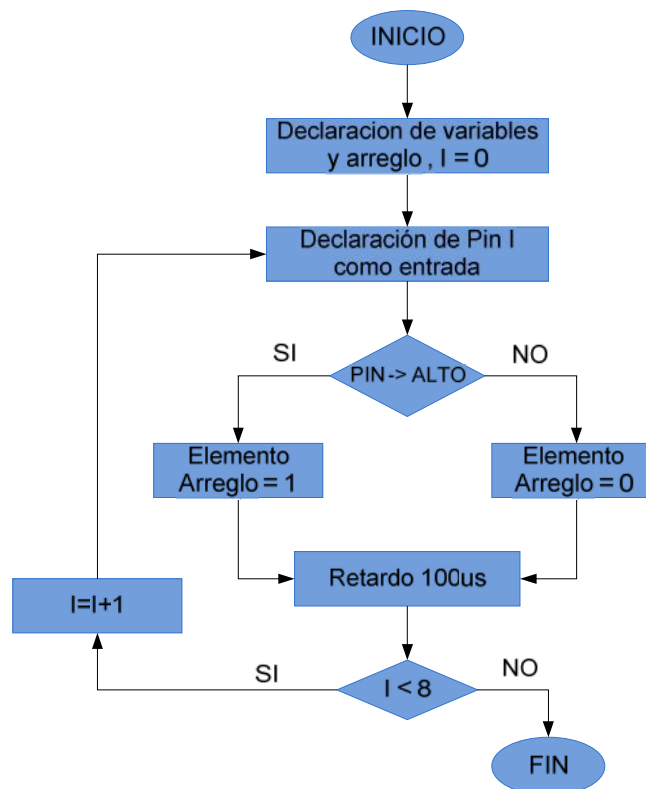 INICIO
Declaracion de variables
y arreglo , I = 0
Declaración de Pin I
como entrada
SI
PIN -> ALTO
NO
Elemento
Arreglo = 1
Elemento
Arreglo = 0
Retardo 100us
I=I+1
SI
I < 8
NO
FIN